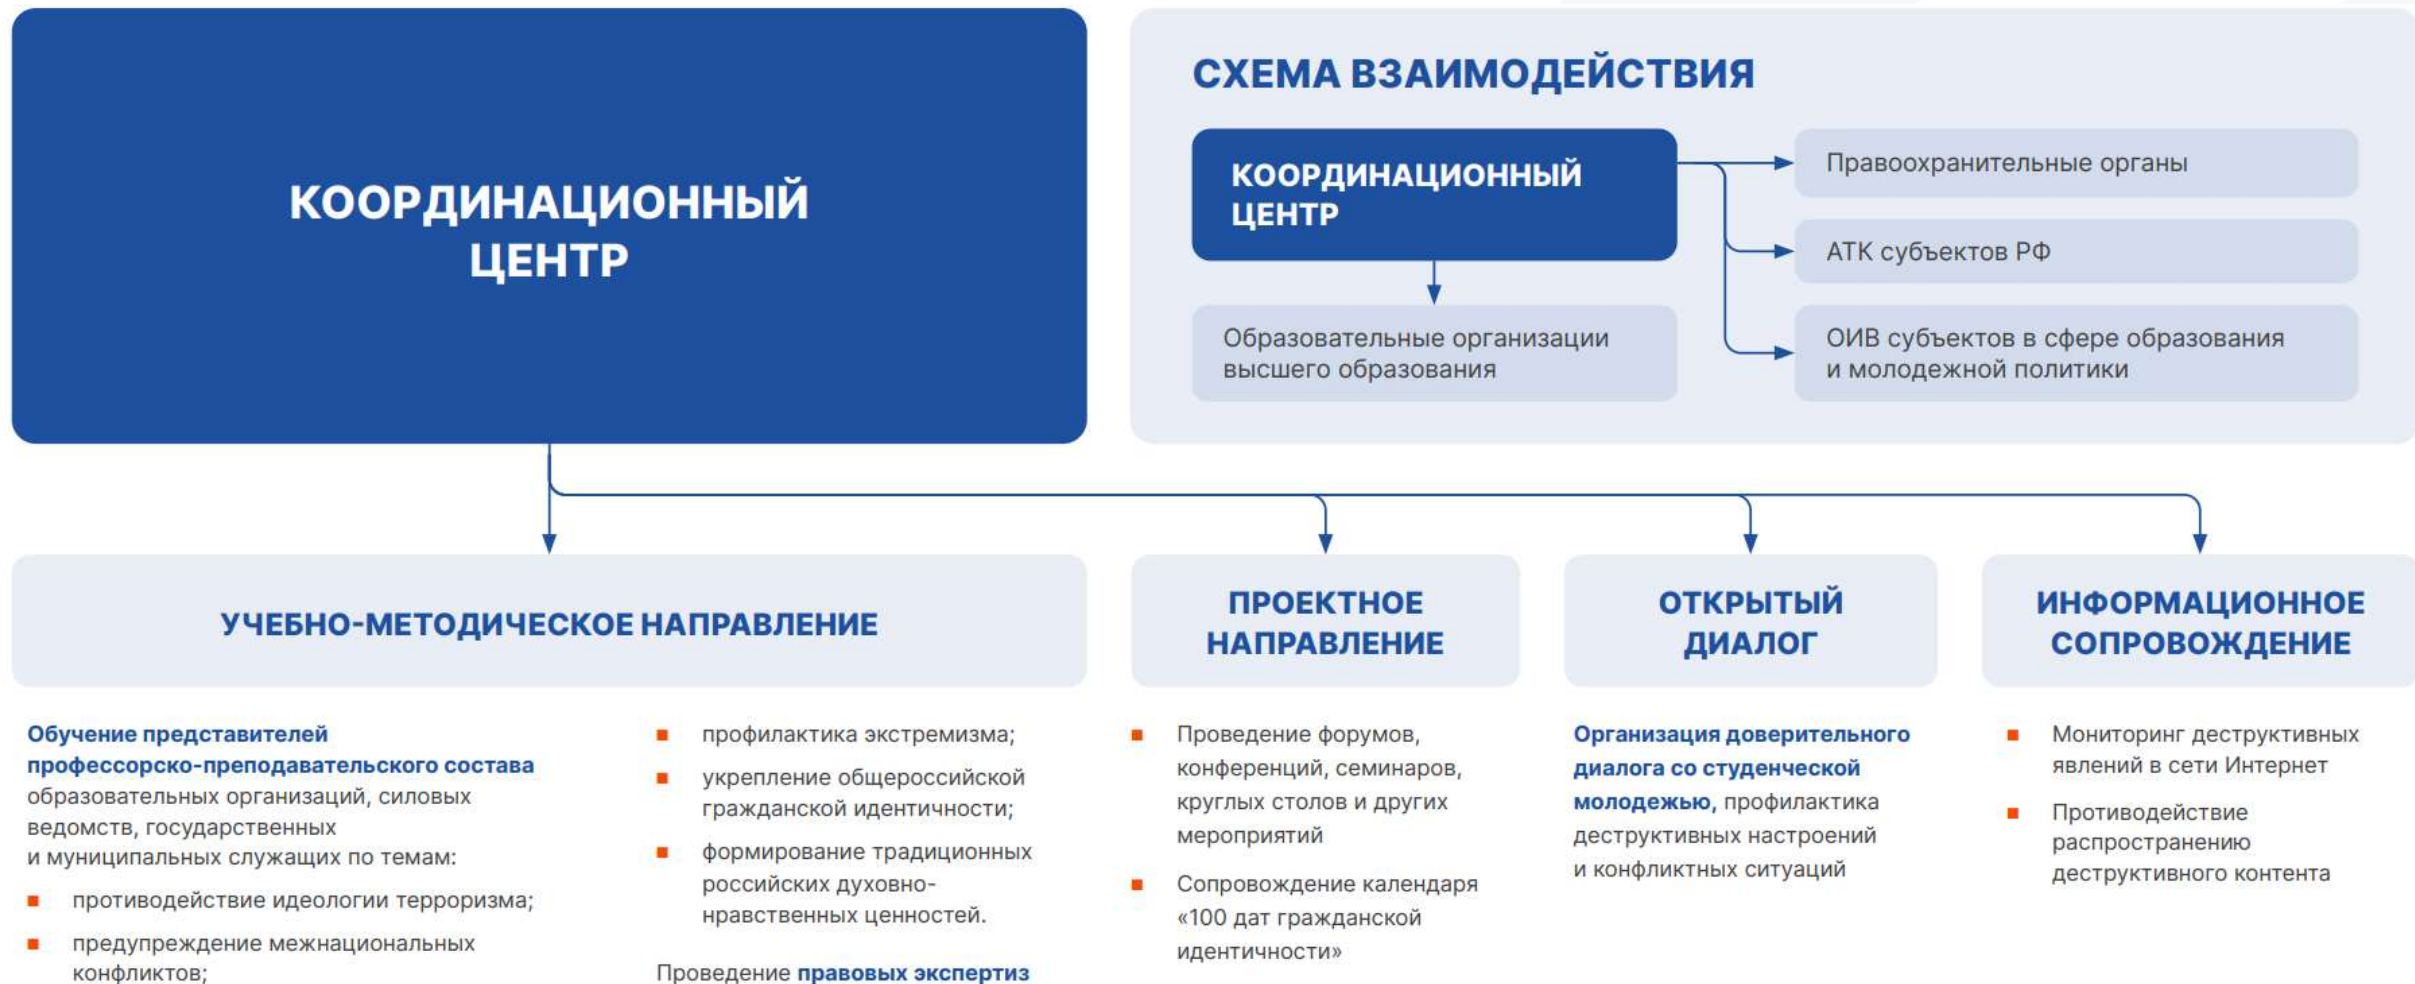 КООРДИНАЦИОННЫЙ
ЦЕНТР
СХЕМА ВЗАИМОДЕЙСТВИЯ
КООРДИНАЦИОННЫЙ
ЦЕНТР
Правоохранительные органы
АТК субъектов РФ
Образовательные организации
высшего образования
ОИВ субъектов в сфере образования
и молодежной политики
УЧЕБНО-МЕТОДИЧЕСКОЕ НАПРАВЛЕНИЕ
Обучение представителей
профессорско-преподавательского состава
образовательных организаций, силовых
ведомств, государственных
и муниципальных служащих по темам:
противодействие идеологии терроризма;
предупреждение межнациональных
конфликтов;
профилактика экстремизма;
укрепление общероссийской
гражданской идентичности;
формирование традиционных
российских духовно-
нравственных ценностей.
Проведение правовых экспертиз
ПРОЕКТНОЕ
НАПРАВЛЕНИЕ
Проведение форумов,
конференций, семинаров,
круглых столов и других
мероприятий
Сопровождение календаря
«100 дат гражданской
идентичности»
ОТКРЫТЫЙ
ДИАЛОГ
Организация доверительного
диалога со студенческой
молодежью, профилактика
деструктивных настроений
и конфликтных ситуаций
ИНФОРМАЦИОННОЕ
СОПРОВОЖДЕНИЕ
Мониторинг деструктивных
явлений в сети Интернет
Противодействие
распространению
деструктивного контента